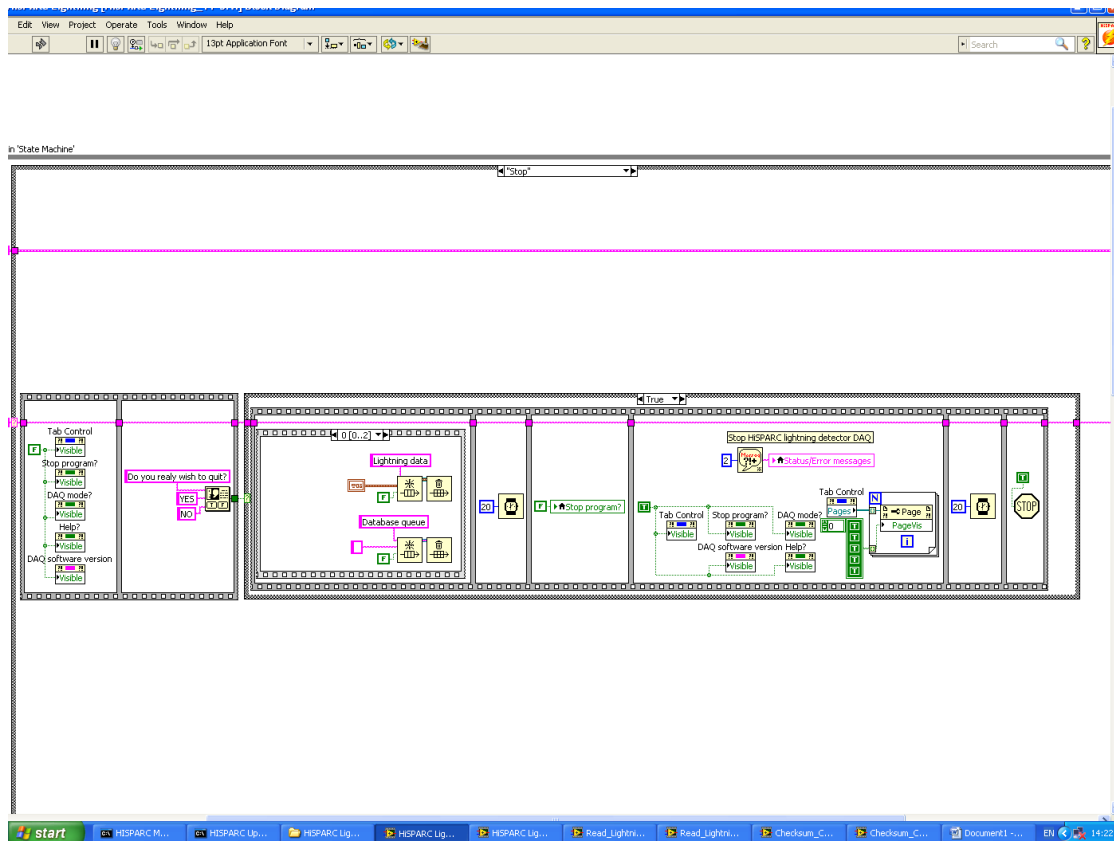 Edit View Project Operate Tools Window Help
13pt Application Font
Search
in 'State Machine'
"Stop"
True
Tab Control
F
Visible
Stop program?
Visible
DAQ mode?
Visible
Help?
Visible
DAQ software version
Visible
Do you realy wish to quit?
YES
NO
0 [0..2]
Lightning data
F
Database queue
F
20
F
Stop program?
Stop HiSPARC lightning detector DAQ
2
Status/Error messages
T
Tab Control
Visible
Stop program?
Visible
DAQ mode?
Visible
DAQ software version
Visible
Help?
Visible
Tab Control
Pages
0
T
T
T
T
T
N
Page
PageVis
i
20
T
STOP
start
HISPARC M...
HISPARC Up...
HISPARC Lig...
HiSPARC Lig...
HiSPARC Lig...
Read_Lightni...
Read_Lightni...
Checksum_C...
Checksum_C...
Document1 -...
EN
14:22